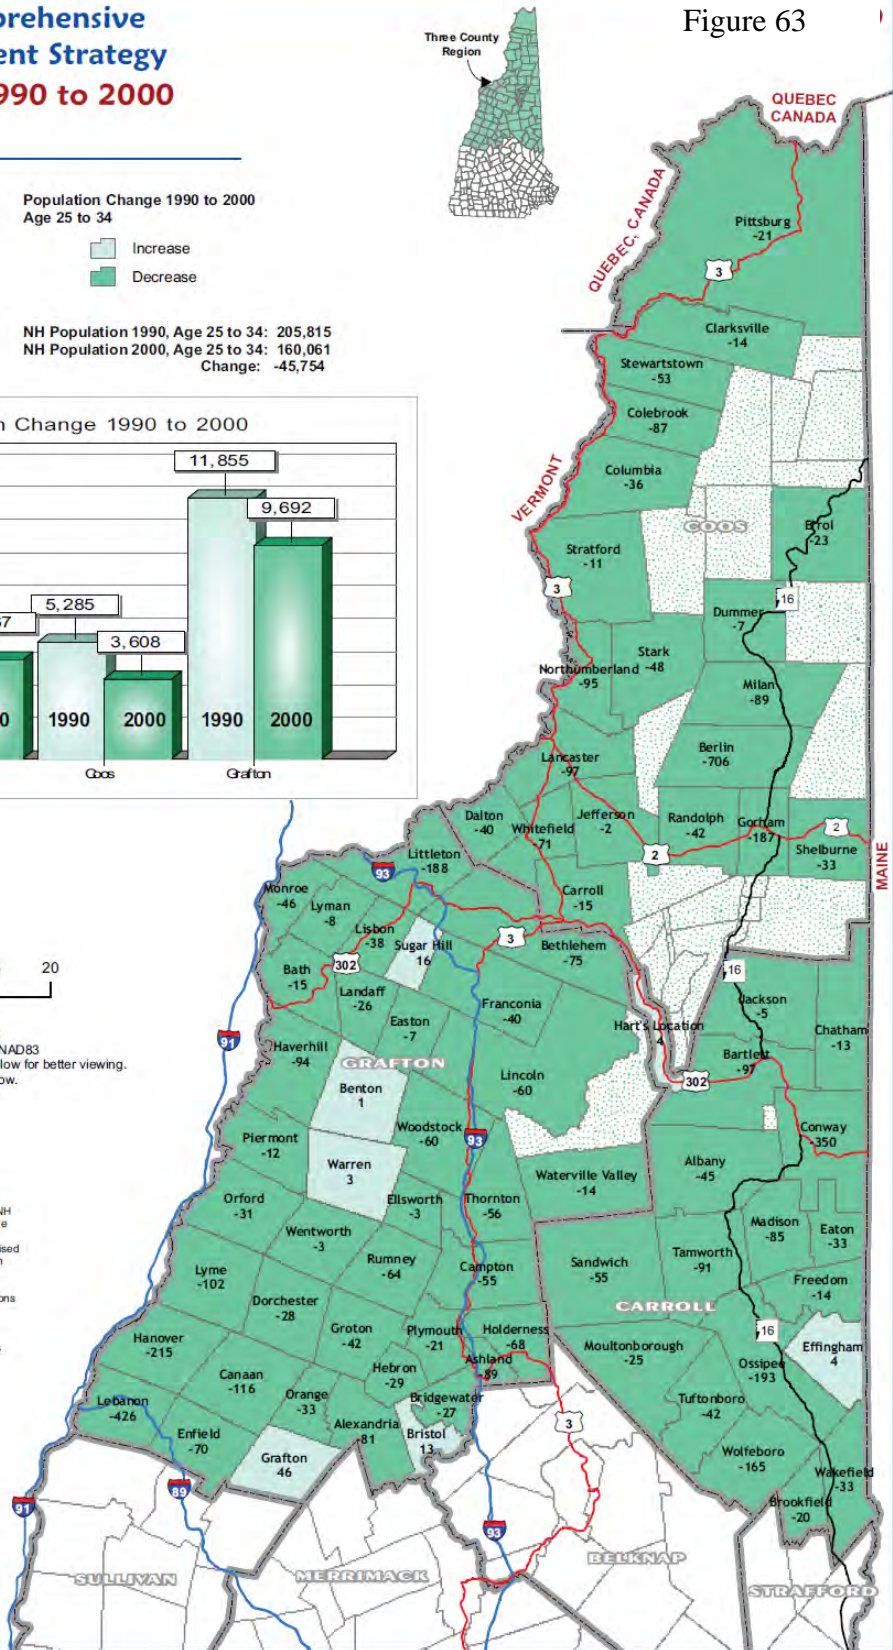 prehensive
Figure 63
ent Strategy
990 to 2000
Three County
Region
QUEBEC
CANADA
Population Change 1990 to 2000
Age 25 to 34
Increase
Decrease
NH Population 1990, Age 25 to 34: 205,815
NH Population 2000, Age 25 to 34: 160,061
Change: -45,754
n Change 1990 to 2000
11,855
9,692
5,285
3,608
67
0
1990
2000
1990
2000
Coos
Grafton
QUEBEC, CANADA
VERMONT
MAINE
Pittsburg
-21
3
Clarksville
-14
Stewartstown
-53
Colebrook
-87
Columbia
-36
COOS
Errol
-23
Stratford
-11
3
16
Dummer
-7
Stark
-48
Northumberland
-95
Milan
-89
Berlin
-706
Lancaster
-97
Dalton
-40
Whitefield
-71
Jefferson
-2
Randolph
-42
Gorham
-187
2
2
Shelburne
-33
Littleton
-188
93
Carroll
-15
Monroe
-46
Lyman
-8
Lisbon
-38
Sugar Hill
16
3
Bethlehem
-75
302
Bath
-15
16
Landaff
-26
Franconia
-40
Jackson
-5
Easton
-7
Hart's Location
4
Chatham
-13
91
Haverhill
-94
GRAFTON
Bartlett
-97
Benton
1
Lincoln
-60
302
Woodstock
-60
93
Conway
-350
Piermont
-12
Warren
3
Waterville Valley
-14
Albany
-45
Orford
-31
Ellsworth
-3
Thornton
-56
Wentworth
-3
Madison
-85
Eaton
-33
Rumney
-64
Campton
-55
Sandwich
-55
Tamworth
-91
Lyme
-102
Freedom
-14
Dorchester
-28
CARROLL
Groton
-42
Plymouth
-21
Holderness
-68
16
Hanover
-215
Moultonborough
-25
Effingham
4
Ashland
-89
Ossipee
-193
Canaan
-116
Hebron
-29
Orange
-33
Bridgewater
-27
Tuftonboro
-42
Lebanon
-426
Alexandria
81
Bristol
13
3
Enfield
-70
Grafton
46
Wolfeboro
-165
Wakefield
-33
89
91
Brookfield
-20
93
SULLIVAN
MERRIMACK
BELKNAP
STRAFFORD
20
NAD83
low for better viewing.
ow.
NH
e
ised
n
ons